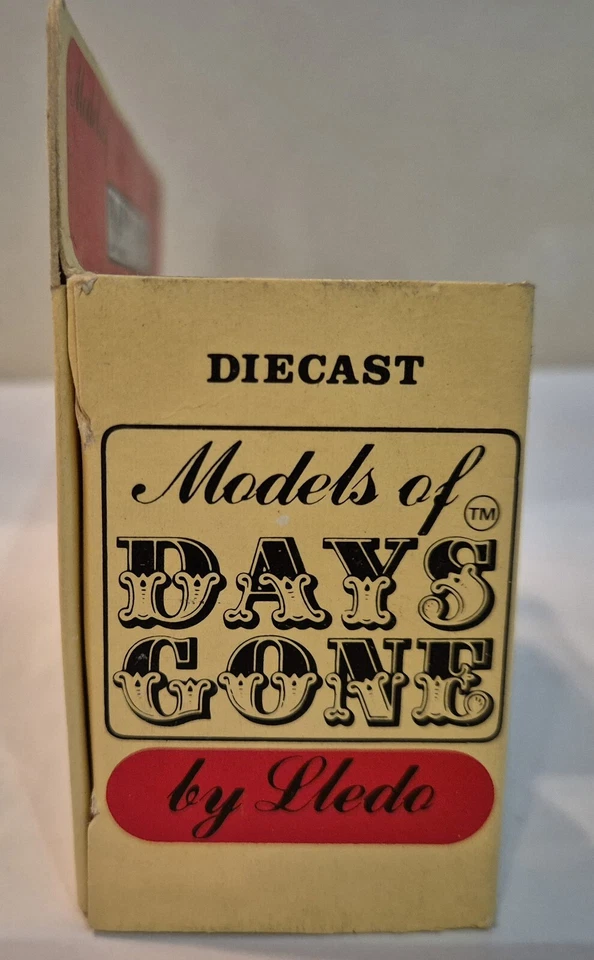 DIECAST
Models of
TM
DAYS
GONE
by Lledo